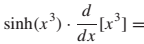 sinh(x³) · d/dx [x³] =